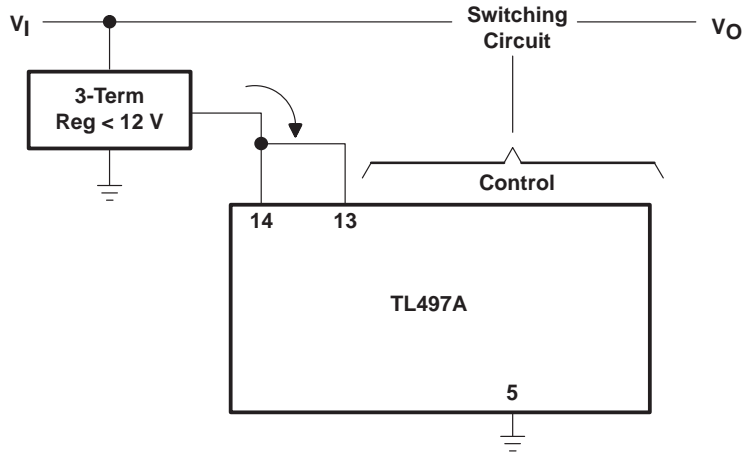 Switching
Circuit
VI
VO
3-Term
Reg < 12 V
Control
14
13
TL497A
5